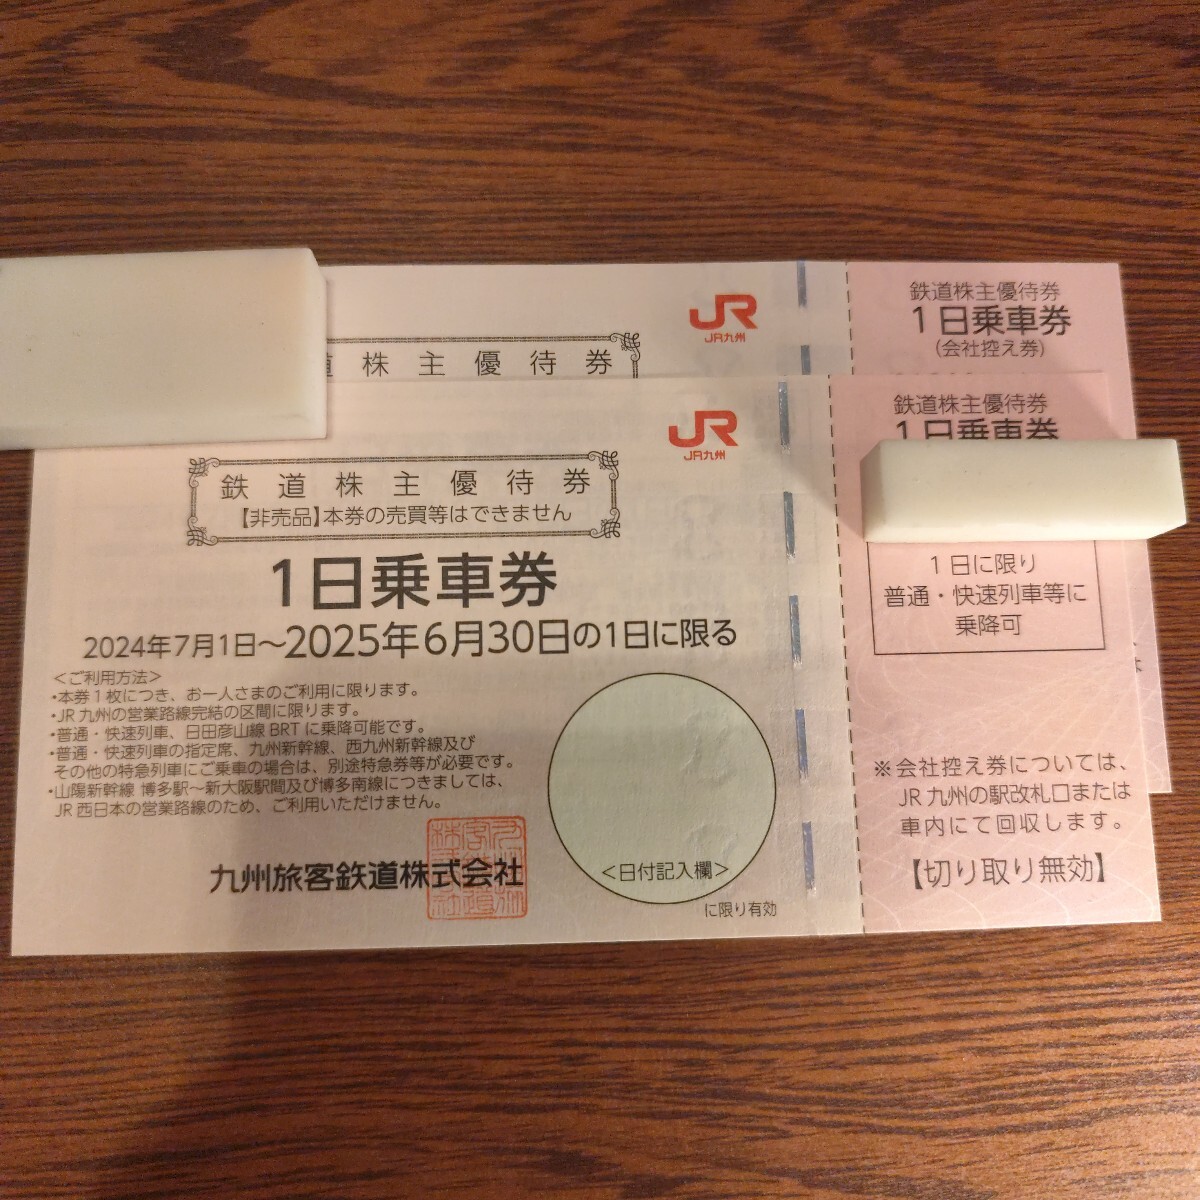 JR
JR九州
株主優待券
鉄道株主優待券
1日乗車券
(会社控え券)
JR
JR九州
鉄道株主優待券
【非売品】本券の売買等はできません
1日乗車券
2024年7月1日〜2025年6月30日の1日に限る
<ご利用方法>
・本券1枚につき、お一人さまのご利用に限ります。
・JR九州の営業路線完結の区間に限ります。
・普通・快速列車、日田彦山線BRTに乗降可能です。
・普通・快速列車の指定席、九州新幹線、西九州新幹線及び
その他の特急列車にご乗車の場合は、別途特急券等が必要です。
・山陽新幹線 博多駅〜新大阪駅間及び博多南線につきましては、
JR西日本の営業路線のため、ご利用いただけません。
九州旅客鉄道株式会社
<日付記入欄>
に限り有効
鉄道株主優待券
1日乗車券
1日に限り
普通・快速列車等に
乗降可
※会社控え券については、
JR九州の駅改札口または
車内にて回収します。
【切り取り無効】